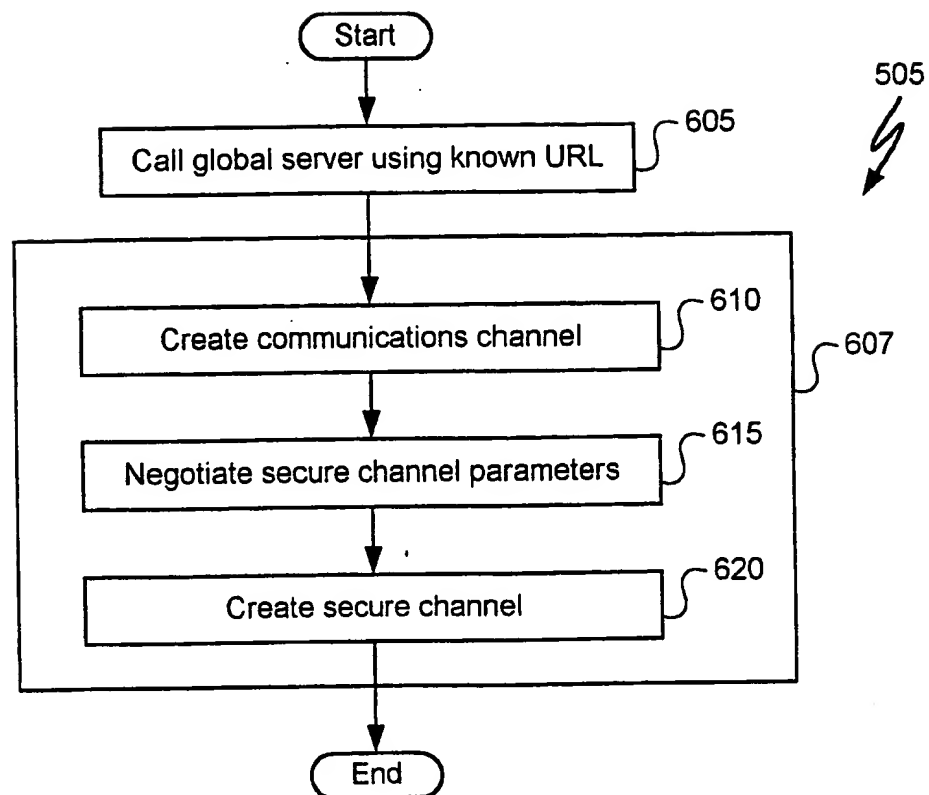 Start
505
Call global server using known URL
605
Create communications channel
610
607
Negotiate secure channel parameters
615
Create secure channel
620
End